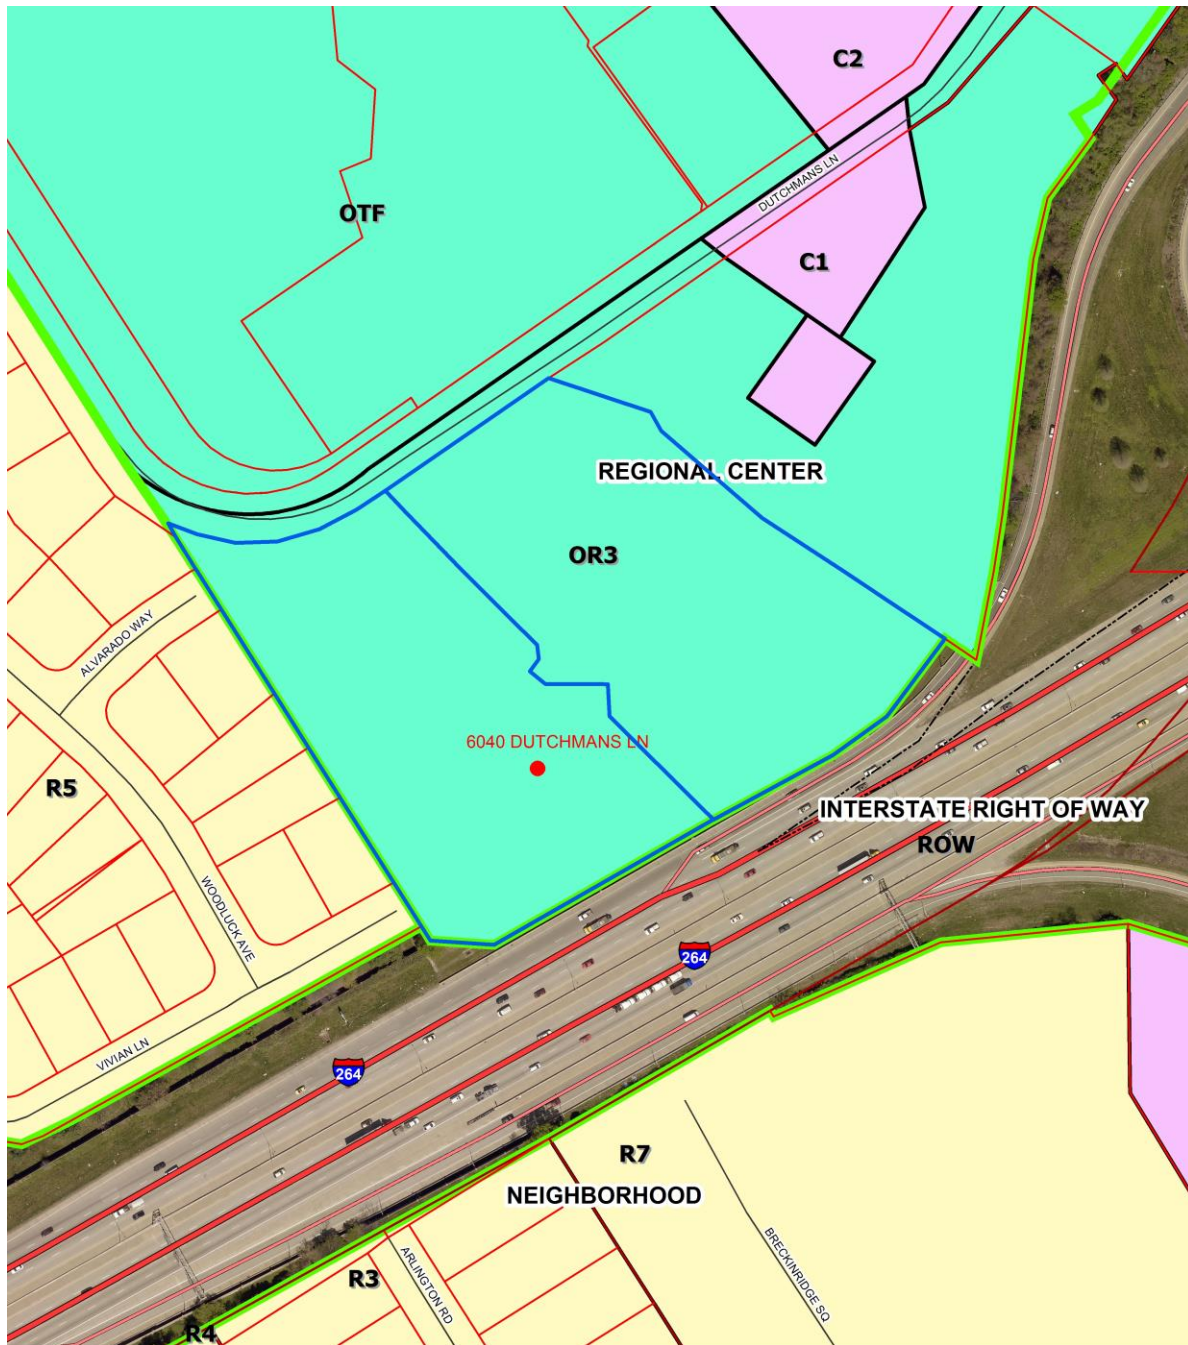 C2
DUTCHMANS LN
OTF
C1
REGIONAL CENTER
OR3
ALVARADO WAY
6040 DUTCHMANS LN
R5
INTERSTATE RIGHT OF WAY
ROW
WOODLUCK AVE
264
VIVIAN LN
264
R7
NEIGHBORHOOD
BRECKINRIDGE SQ
ARLINGTON RD
R3
R4